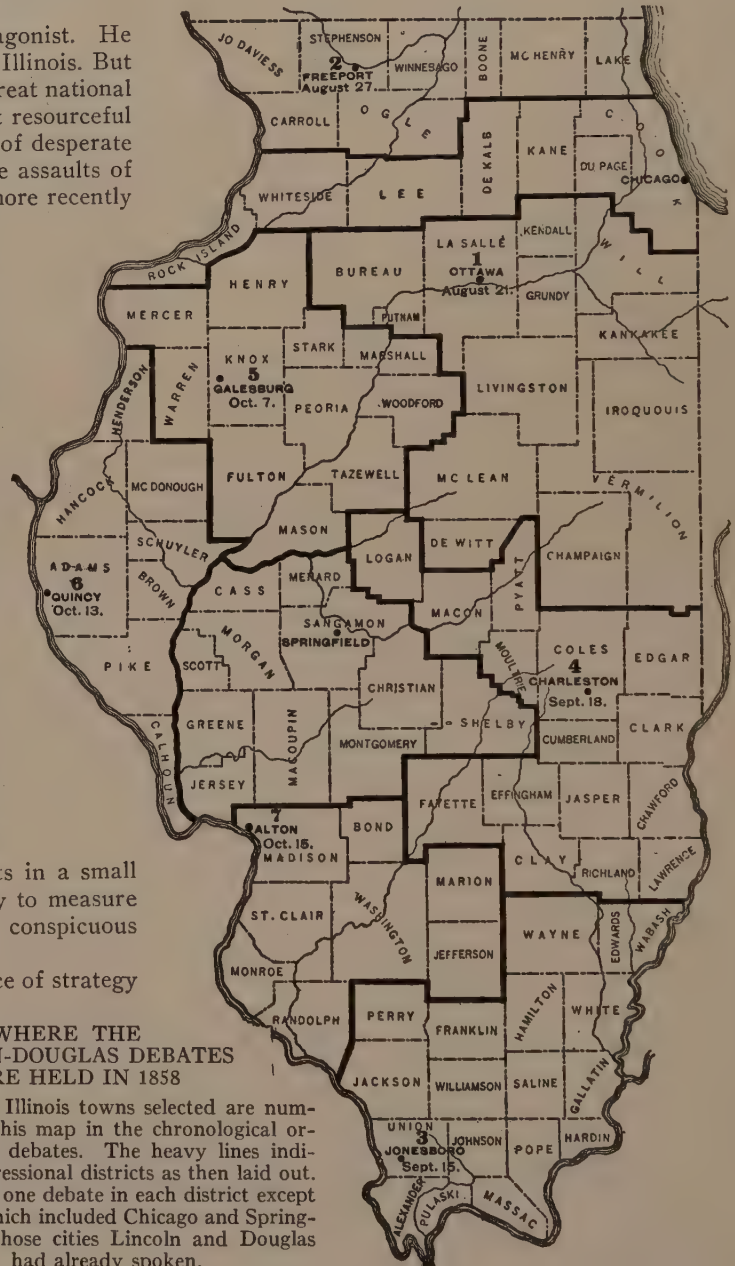 agonist. He
Illinois. But
reat national
t resourceful
of desperate
e assaults of
nore recently
JO DAVIESS
STEPHENSON
2
FREEPORT
August 27.
WINNEBAGO
BOONE
MC HENRY
LAKE
CARROLL
OGLE
DE KALB
KANE
COOK
DU PAGE
CHICAGO
WHITESIDE
LEE
ROCK ISLAND
HENRY
BUREAU
LA SALLE
1
OTTAWA
August 21.
KENDALL
GRUNDY
WILL
MERCER
PUTNAM
KANKAKEE
HENDERSON
WARREN
KNOX
5
GALESBURG
Oct. 7.
STARK
MARSHALL
PEORIA
WOODFORD
LIVINGSTON
IROQUOUIS
HANCOCK
MC DONOUGH
FULTON
TAZEWELL
MC LEAN
VERMILION
SCHUYLER
MASON
LOGAN
DE WITT
CHAMPAIGN
ADAMS
6
QUINCY
Oct. 13.
BROWN
CASS
MENARD
MACON
PYATT
SANGAMON
SPRINGFIELD
PIKE
SCOTT
MORGAN
CHRISTIAN
MOULTRIE
COLES
4
CHARLESTON
Sept. 18.
EDGAR
CALHOUN
GREENE
MACOUPIN
MONTGOMERY
SHELBY
CUMBERLAND
CLARK
JERSEY
7
ALTON
Oct. 15.
MADISON
BOND
FAYETTE
EFFINGHAM
JASPER
CRAWFORD
CLAY
RICHLAND
LAWRENCE
ts in a small
y to measure
conspicuous
ce of strategy
ST. CLAIR
WASHINGTON
MARION
JEFFERSON
WAYNE
EDWARDS
WABASH
MONROE
RANDOLPH
PERRY
FRANKLIN
HAMILTON
WHITE
JACKSON
WILLIAMSON
SALINE
GALLATIN
UNION
3
JONESBORO
Sept. 15.
JOHNSON
POPE
HARDIN
ALEXANDER
PULASKI
MASSAC
WHERE THE
N-DOUGLAS DEBATES
RE HELD IN 1858
Illinois towns selected are num-
his map in the chronological or-
debates. The heavy lines indi-
ressional districts as then laid out.
one debate in each district except
hich included Chicago and Spring-
hose cities Lincoln and Douglas
had already spoken.